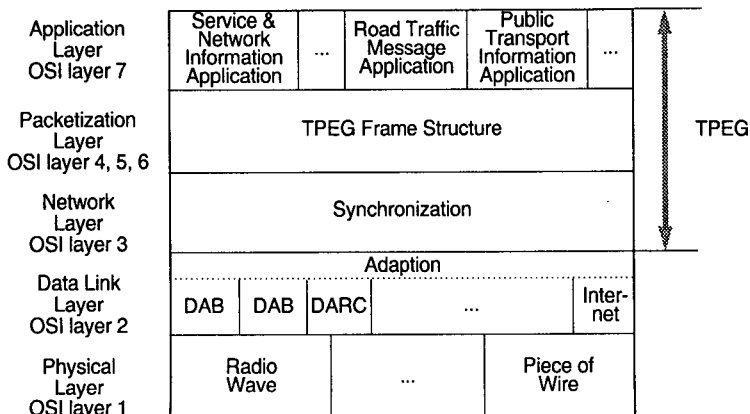 Application
Layer
OSI layer 7
Service &
Network
Information
Application
...
Road Traffic
Message
Application
Public
Transport
Information
Application
...
TPEG
Packetization
Layer
OSI layer 4, 5, 6
TPEG Frame Structure
Network
Layer
OSI layer 3
Synchronization
Adaption
Data Link
Layer
OSI layer 2
DAB
DAB
DARC
...
Inter-
net
Physical
Layer
OSI layer 1
Radio
Wave
...
Piece of
Wire